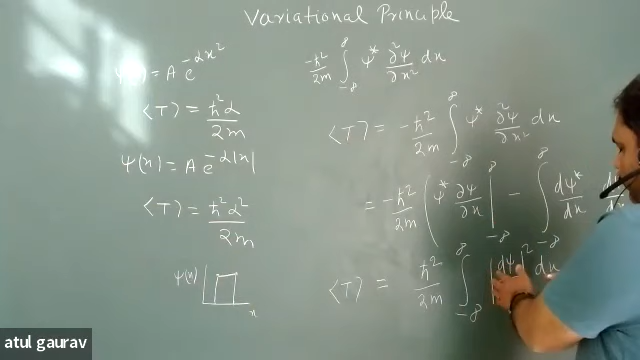 Variational Principle
ψ(x) = A e^{-αx²}
⟨T⟩ = ℏ²α / 2m
ψ(x) = A e^{-α|x|}
⟨T⟩ = ℏ²α² / 2m
ψ(x)
x
-ℏ²/2m ∫_{-∞}^{∞} ψ* ∂²ψ/∂x² dx
⟨T⟩ = -ℏ²/2m ∫_{-∞}^{∞} ψ* ∂²ψ/∂x² dx
= -ℏ²/2m ( ψ* ∂ψ/∂x |_{-∞}^{∞} - ∫_{-∞}^{∞} dψ*/dx
⟨T⟩ = ℏ²/2m ∫_{-∞}^{∞} |dψ|² dx
atul gaurav